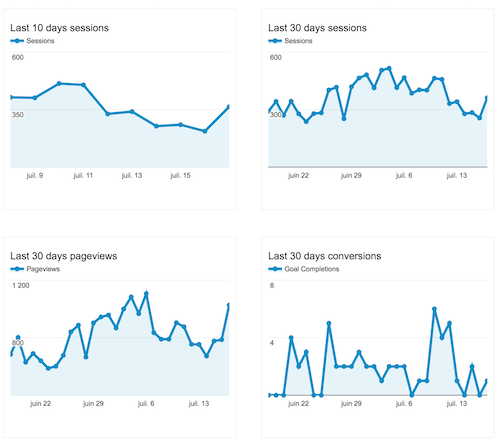 Last 10 days sessions
Sessions
600
350
juil. 9 juil. 11 juil. 13 juil. 15
Last 30 days sessions
Sessions
600
300
juin 22 juin 29 juil. 6 juil. 13
Last 30 days pageviews
Pageviews
1 200
800
juin 22 juin 29 juil. 6 juil. 13
Last 30 days conversions
Goal Completions
8
4
juin 22 juin 29 juil. 6 juil. 13